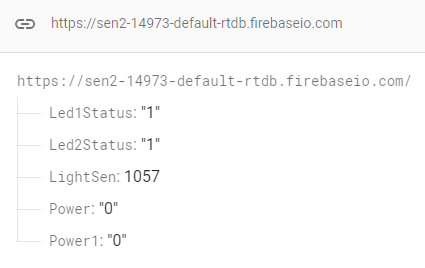 https://sen2-14973-default-rtdb.firebaseio.com
https://sen2-14973-default-rtdb.firebaseio.com/
Led1Status: "1"
Led2Status: "1"
LightSen: 1057
Power: "0"
Power1: "0"